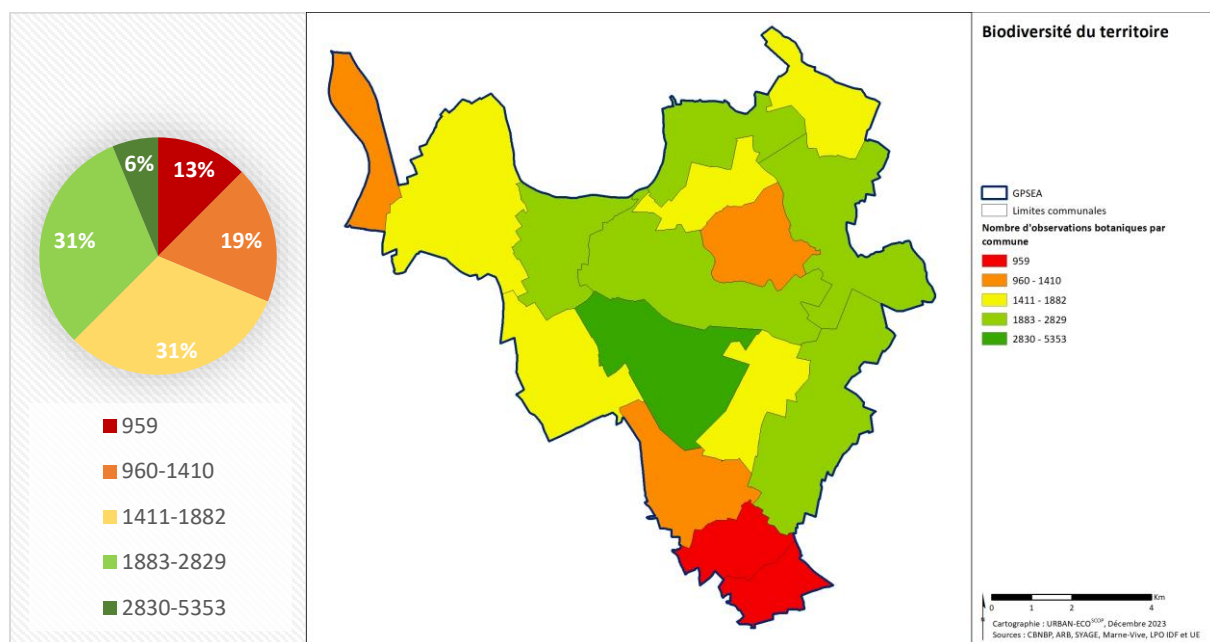 6%
13%
31%
19%
31%
959
960-1410
1411-1882
1883-2829
2830-5353
Biodiversité du territoire
GPSEA
Limites communales
Nombre d'observations botaniques par
commune
959
960 - 1410
1411 - 1882
1883 - 2829
2830 - 5353
Km
0 1 2 4
N
Cartographie : URBAN-ECO SCOP, Décembre 2023
Sources : CBNBP, ARB, SYAGE, Marne-Vive, LPO IDF et UE